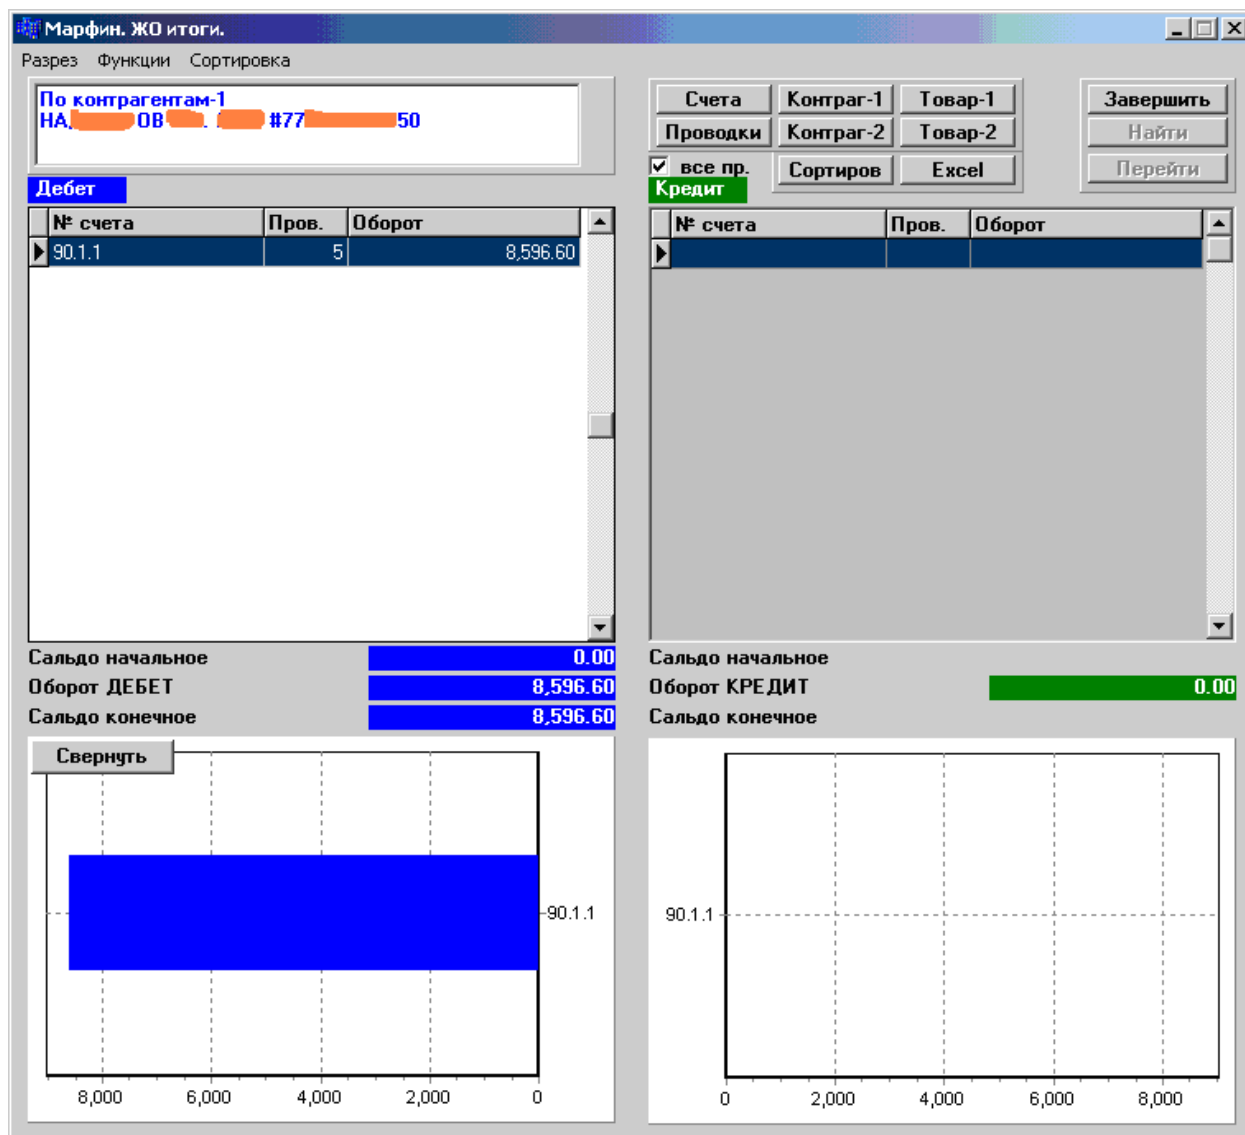 Марфин. ЖО итоги.
Разрез Функции Сортировка
По контрагентам-1
НА ОВ . #77 50
Счета Контраг-1 Товар-1
Проводки Контраг-2 Товар-2
все пр. Сортиров Excel
Завершить
Найти
Перейти
Дебет
№ счета Пров. Оборот
90.1.1 5 8,596.60
Кредит
№ счета Пров. Оборот
Сальдо начальное 0.00
Оборот ДЕБЕТ 8,596.60
Сальдо конечное 8,596.60
Сальдо начальное
Оборот КРЕДИТ 0.00
Сальдо конечное
Свернуть
90.1.1
8,000 6,000 4,000 2,000 0
90.1.1
0 2,000 4,000 6,000 8,000